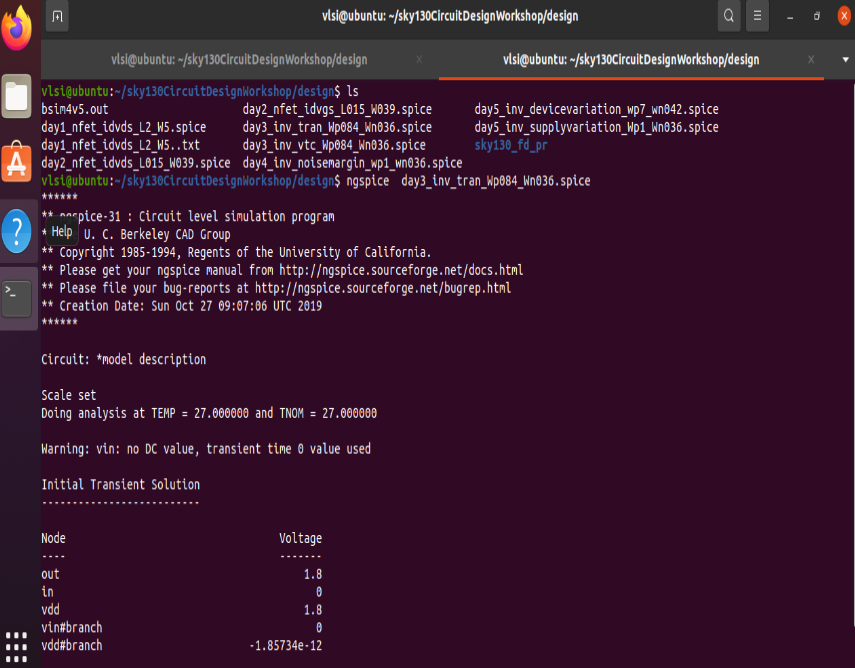 vlsi@ubuntu: ~/sky130CircuitDesignWorkshop/design
vlsi@ubuntu: ~/sky130CircuitDesignWorkshop/design × vlsi@ubuntu: ~/sky130CircuitDesignWorkshop/design ×
vlsi@ubuntu:~/sky130CircuitDesignWorkshop/design$ ls
bsim4v5.out day2_nfet_idvgs_L015_W039.spice day5_inv_devicevariation_wp7_wn042.spice
day1_nfet_idvds_L2_W5.spice day3_inv_tran_Wp084_Wn036.spice day5_inv_supplyvariation_Wp1_Wn036.spice
day1_nfet_idvds_L2_W5..txt day3_inv_vtc_Wp084_Wn036.spice sky130_fd_pr
day2_nfet_idvds_L015_W039.spice day4_inv_noisemargin_wp1_wn036.spice
vlsi@ubuntu:~/sky130CircuitDesignWorkshop/design$ ngspice day3_inv_tran_Wp084_Wn036.spice
******
** ngspice-31 : Circuit level simulation program
* Help U. C. Berkeley CAD Group
** Copyright 1985-1994, Regents of the University of California.
** Please get your ngspice manual from http://ngspice.sourceforge.net/docs.html
** Please file your bug-reports at http://ngspice.sourceforge.net/bugrep.html
** Creation Date: Sun Oct 27 09:07:06 UTC 2019
******
Circuit: *model description
Scale set
Doing analysis at TEMP = 27.000000 and TNOM = 27.000000
Warning: vin: no DC value, transient time 0 value used
Initial Transient Solution
--------------------------
Node Voltage
---- -------
out 1.8
in 0
vdd 1.8
vin#branch 0
vdd#branch -1.85734e-12